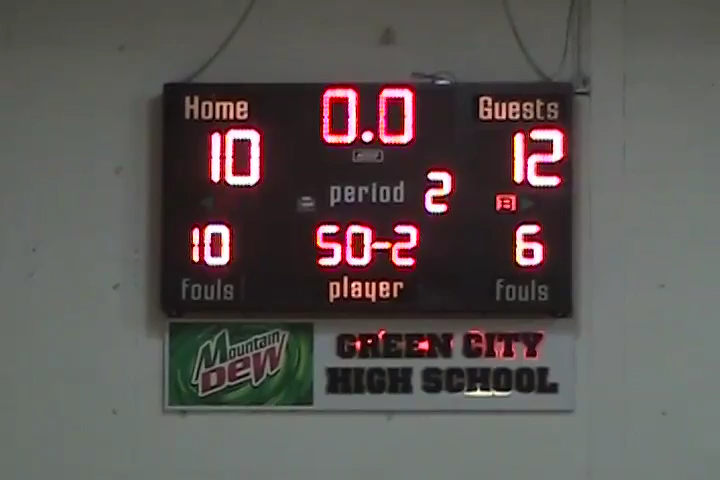 Home 0.0 Guests
10 12
period 2 B
10 50-2 6
fouls player fouls
Mountain Dew GREEN CITY
HIGH SCHOOL